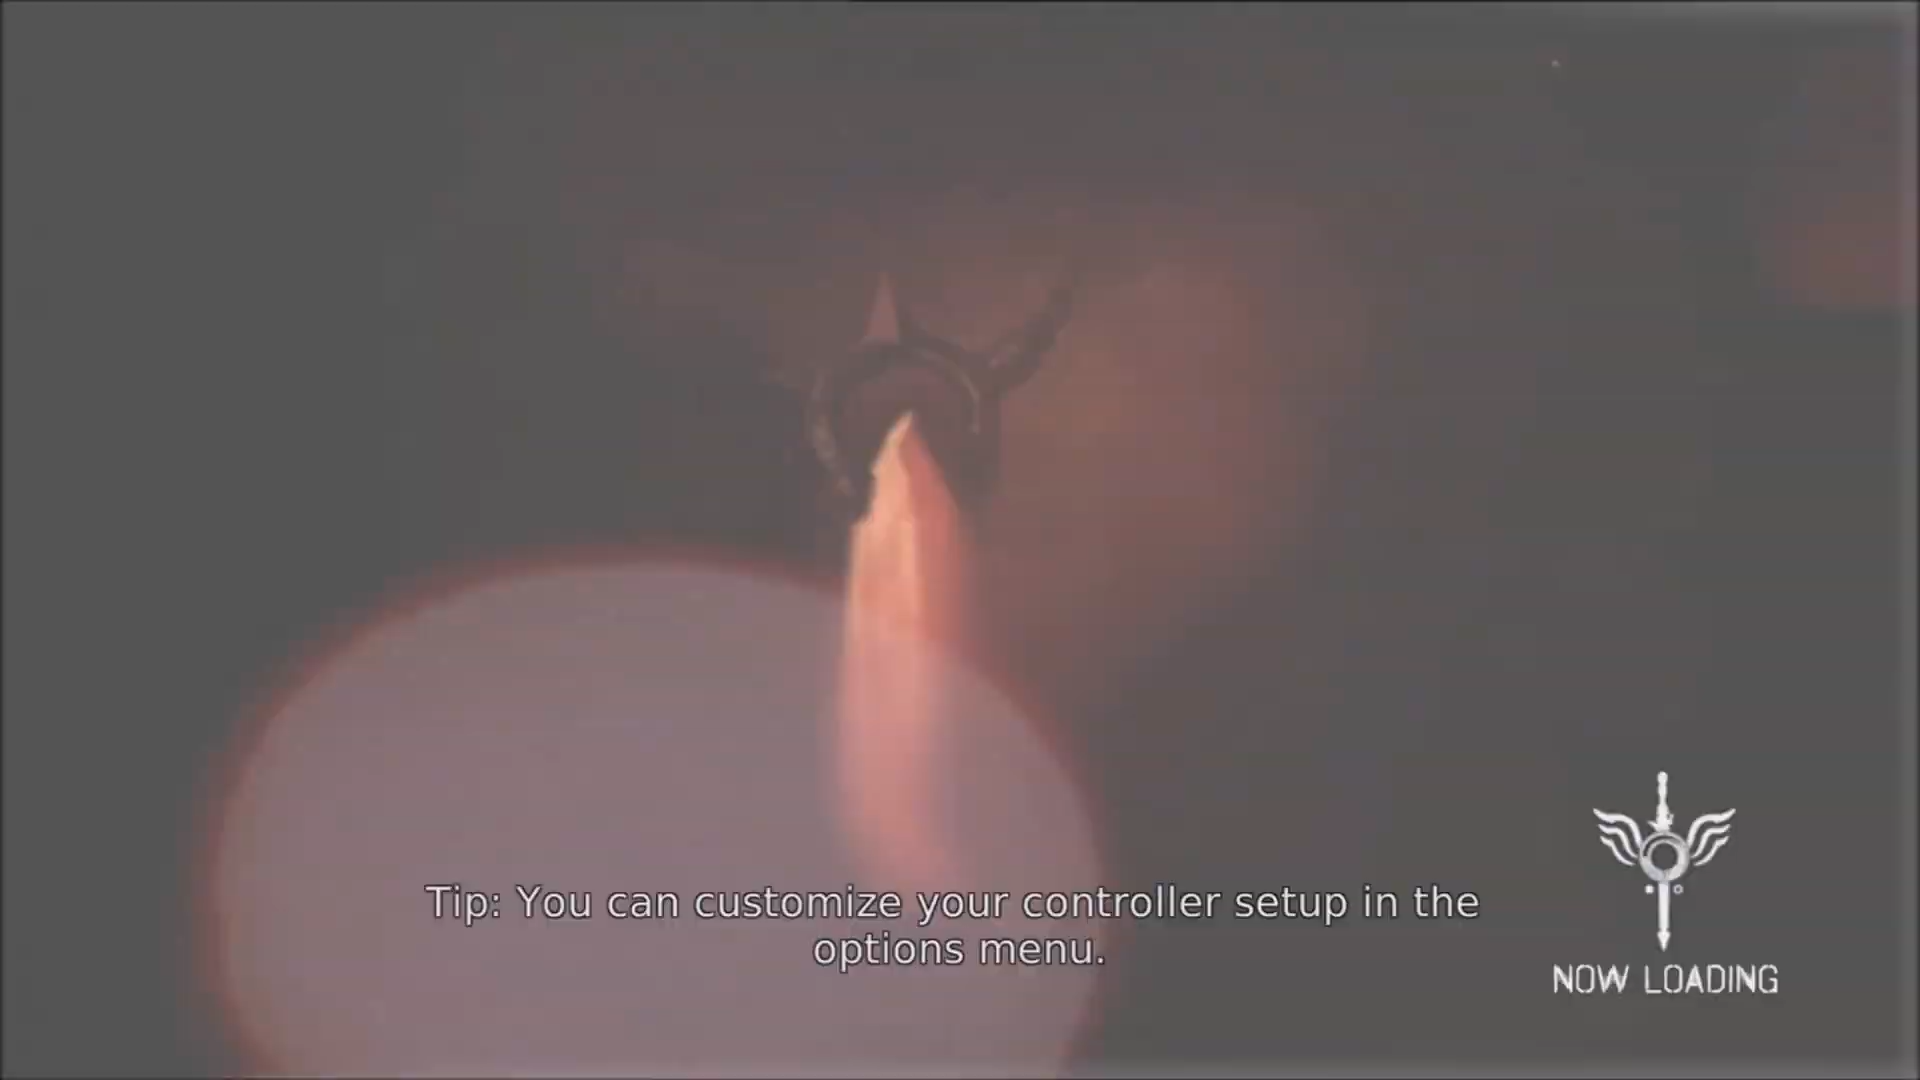 Tip: You can customize your controller setup in the
options menu.
NOW LOADING